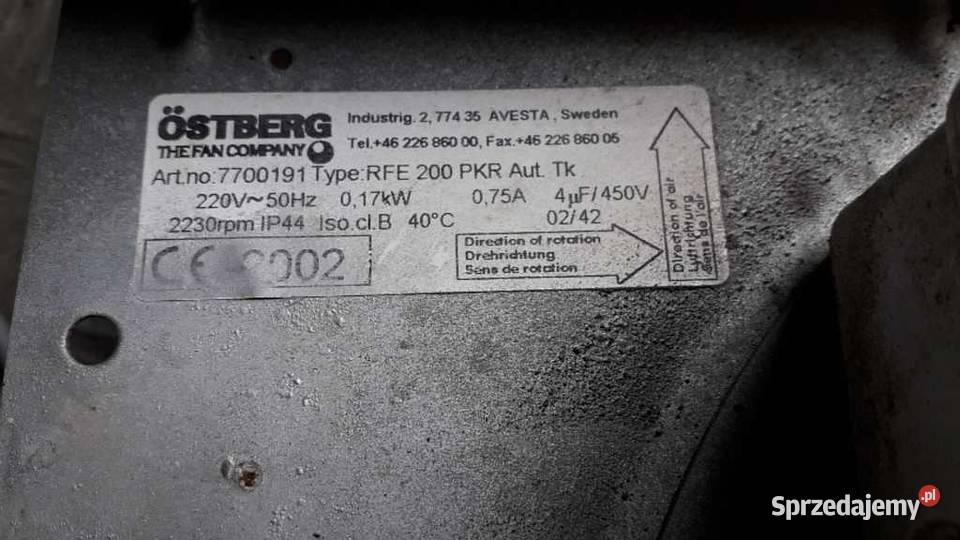 ÖSTBERG
THE FAN COMPANY
Industrig. 2, 774 35 AVESTA, Sweden
Tel.+46 226 860 00, Fax.+46 226 860 05
Art.no:7700191 Type:RFE 200 PKR Aut. Tk
220V~50Hz 0,17kW 0,75A 4µF/450V
2230rpm IP44 Iso.cl.B 40°C 02/42
CE 2002
Direction of rotation
Drehrichtung
Sens de rotation
Direction of air
Luftrichtung
Sens de l'air
Sprzedajemy.pl